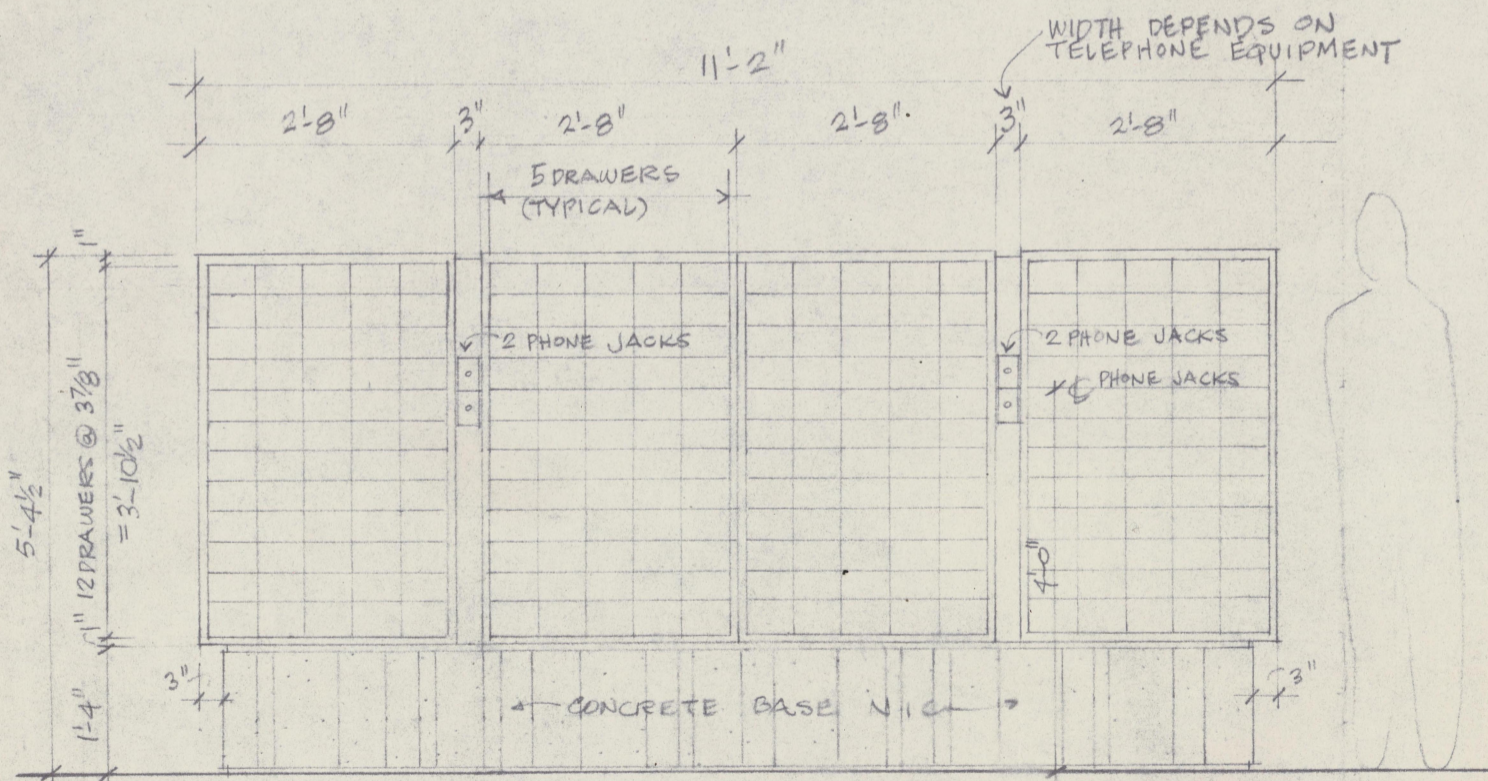 WIDTH DEPENDS ON
TELEPHONE EQUIPMENT
11'-2"
2'-8"
3"
2'-8"
2'-8"
3"
2'-8"
5 DRAWERS
(TYPICAL)
1"
2 PHONE JACKS
2 PHONE JACKS
℄ PHONE JACKS
5'-4½"
12 DRAWERS @ 3⅞"
= 3'-10½"
1"
4'-0"
1'-4"
3"
CONCRETE BASE N.I.C.
3"